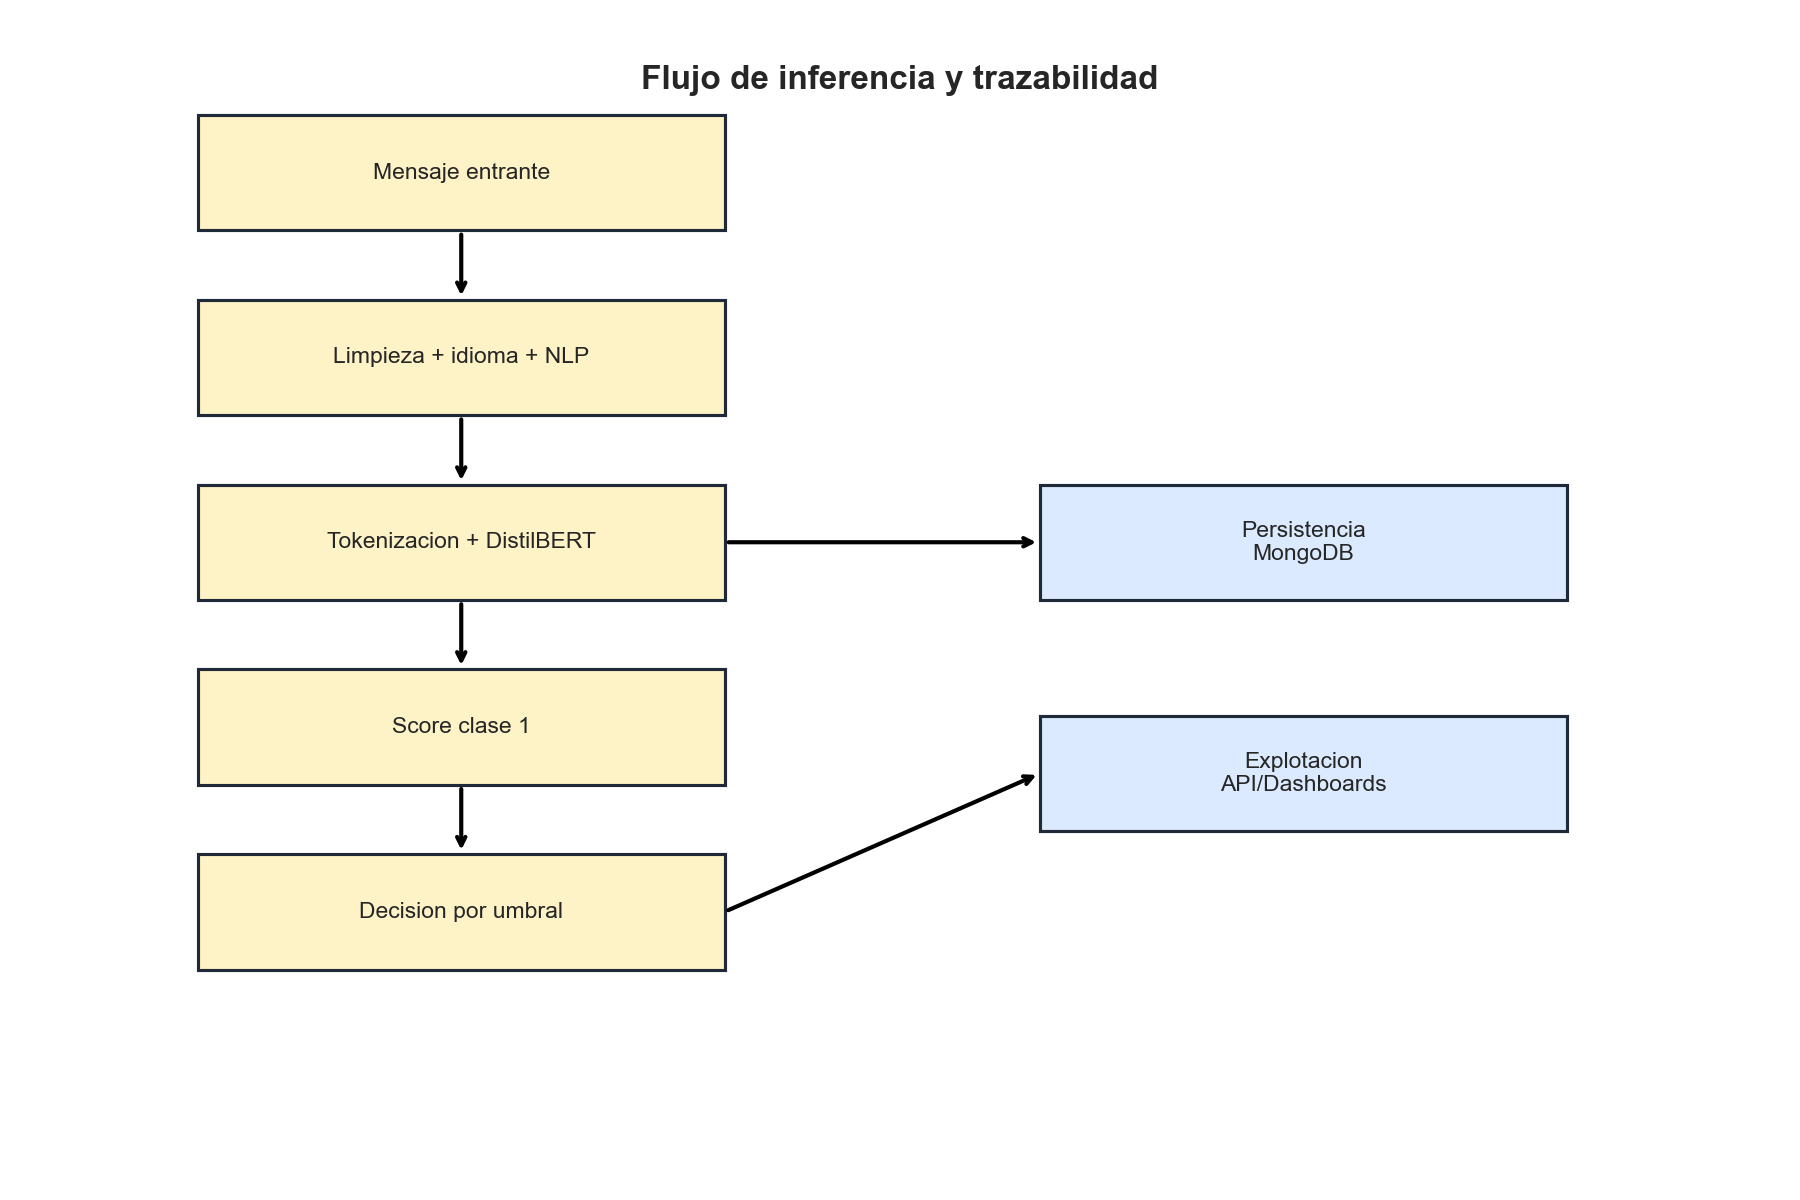 Flujo de inferencia y trazabilidad
Mensaje entrante
Limpieza + idioma + NLP
Tokenizacion + DistilBERT
Persistencia
MongoDB
Score clase 1
Explotacion
API/Dashboards
Decision por umbral